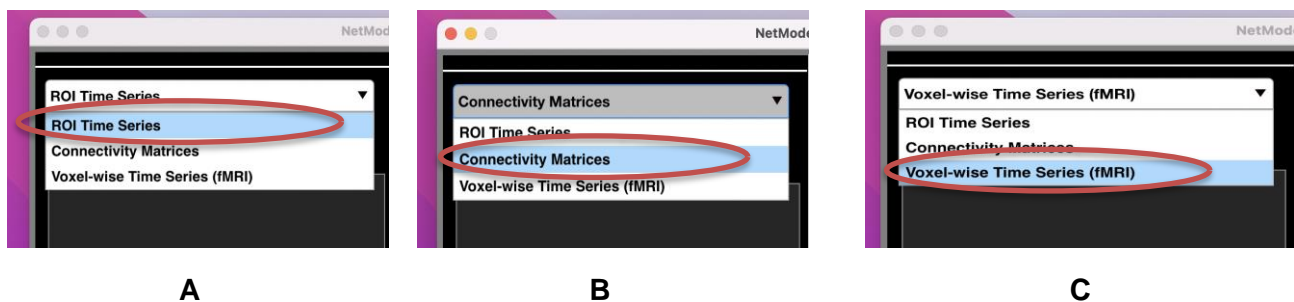 NetMod
ROI Time Series
ROI Time Series
Connectivity Matrices
Voxel-wise Time Series (fMRI)
A
NetMode
Connectivity Matrices
ROI Time Series
Connectivity Matrices
Voxel-wise Time Series (fMRI)
B
NetMod
Voxel-wise Time Series (fMRI)
ROI Time Series
Connectivity Matrices
Voxel-wise Time Series (fMRI)
C